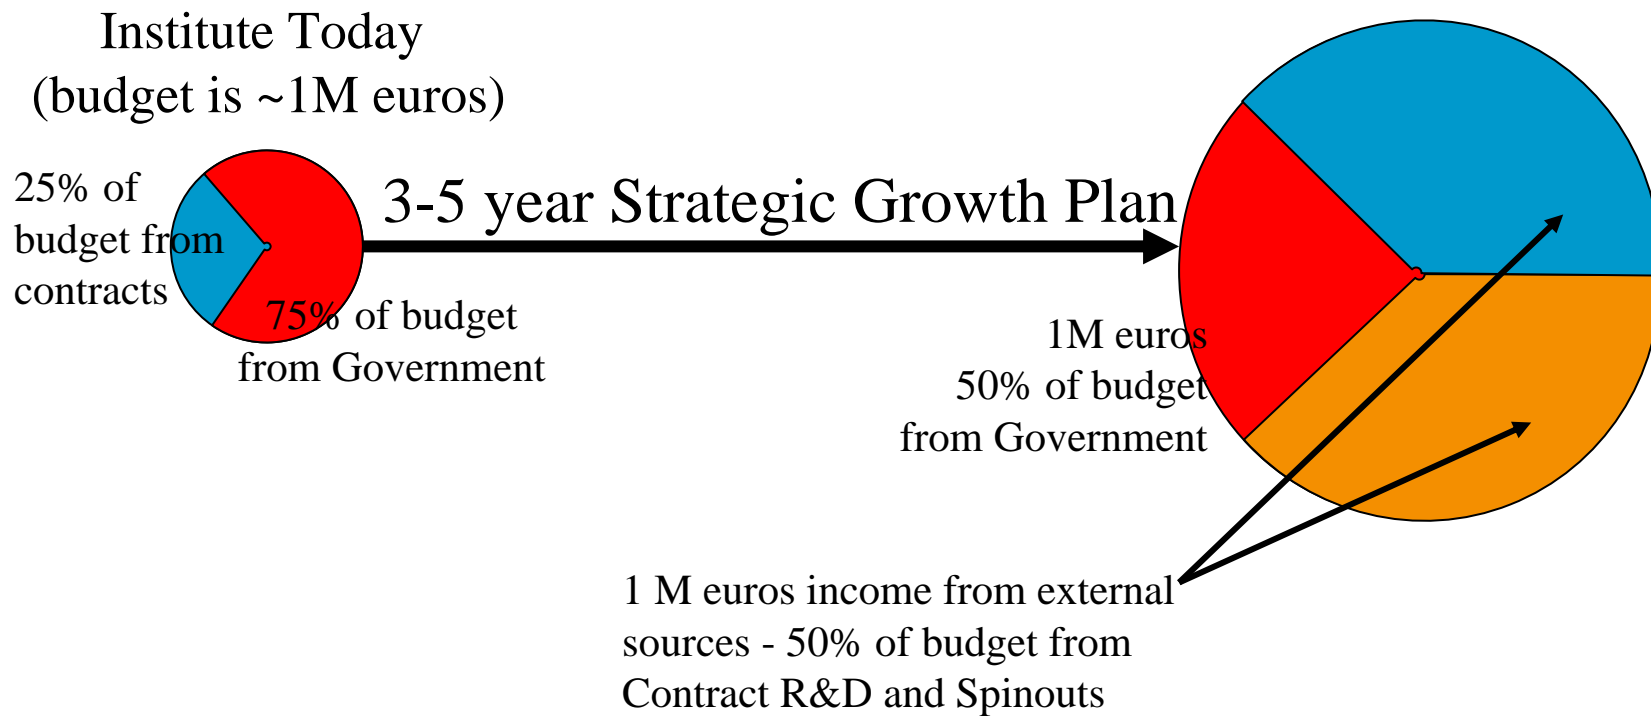 Institute Today
(budget is ~1M euros)
25% of
budget from
contracts
75% of budget
from Government
3-5 year Strategic Growth Plan
1M euros
50% of budget
from Government
1 M euros income from external
sources - 50% of budget from
Contract R&D and Spinouts